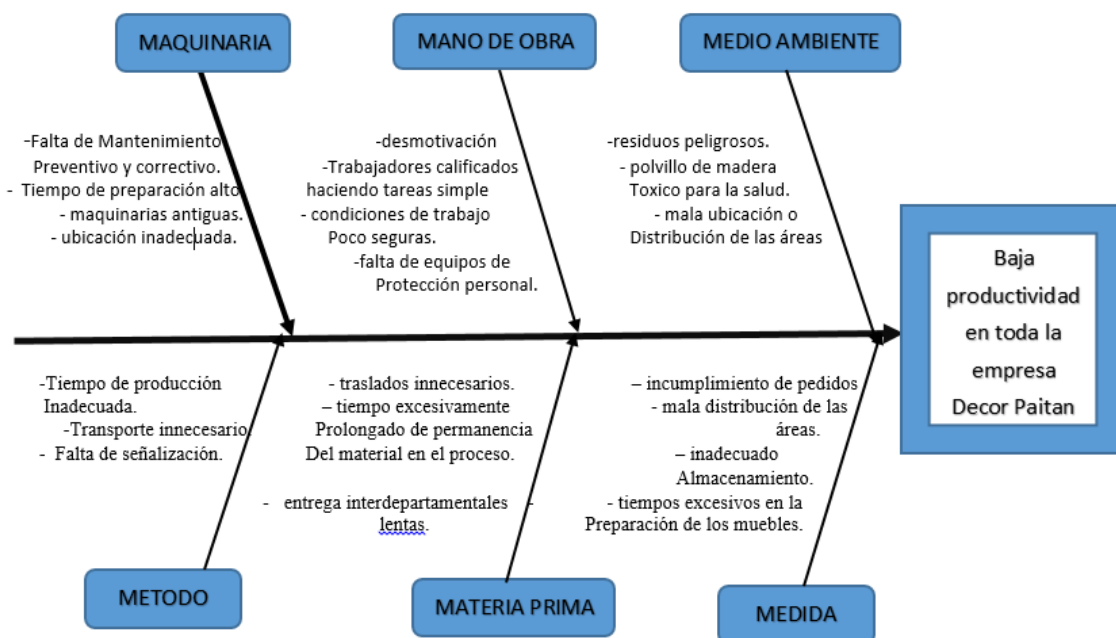 MAQUINARIA
MANO DE OBRA
MEDIO AMBIENTE
-Falta de Mantenimiento
Preventivo y correctivo.
- Tiempo de preparación alto
- maquinarias antiguas.
- ubicación inadecuada.
-desmotivación
-Trabajadores calificados
haciendo tareas simple
- condiciones de trabajo
Poco seguras.
-falta de equipos de
Protección personal.
-residuos peligrosos.
- polvillo de madera
Toxico para la salud.
- mala ubicación o
Distribución de las áreas
Baja
productividad
en toda la
empresa
Decor Paitan
-Tiempo de producción
Inadecuada.
-Transporte innecesario
- Falta de señalización.
- traslados innecesarios.
– tiempo excesivamente
Prolongado de permanencia
Del material en el proceso.
- entrega interdepartamentales -
lentas.
– incumplimiento de pedidos
- mala distribución de las
áreas.
– inadecuado
Almacenamiento.
- tiempos excesivos en la
Preparación de los muebles.
METODO
MATERIA PRIMA
MEDIDA